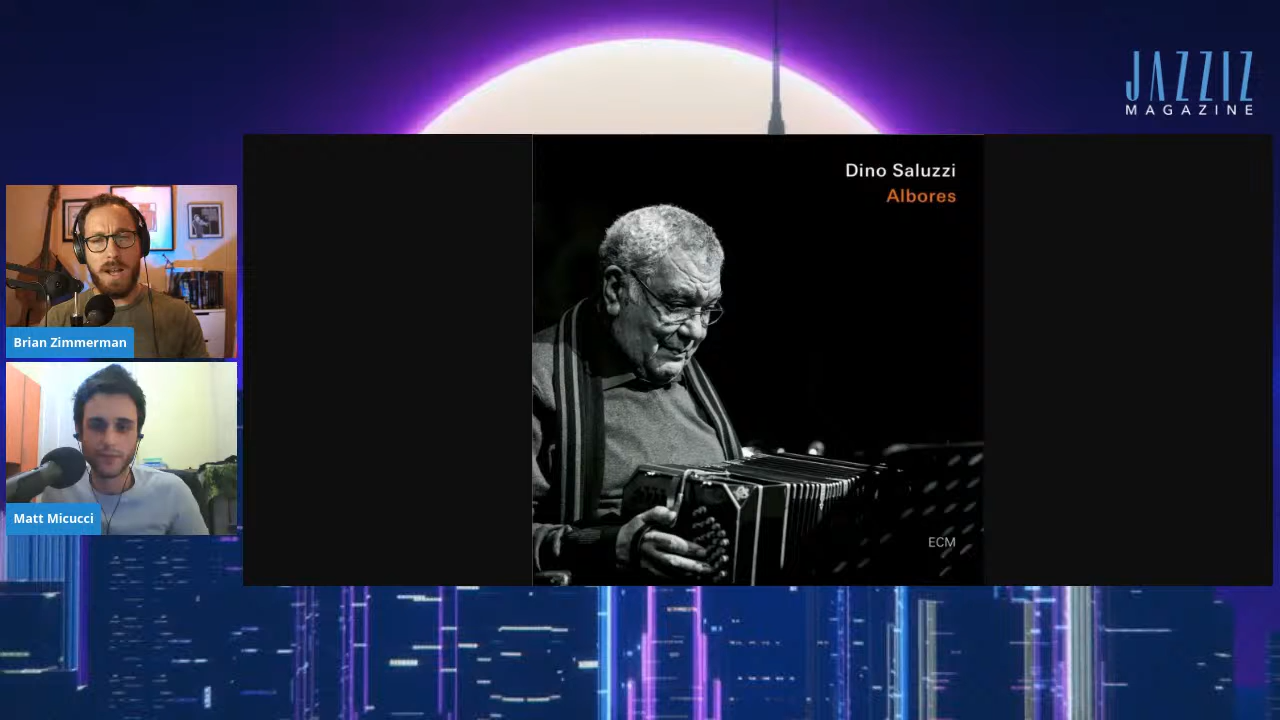 JAZZIZ
MAGAZINE
Dino Saluzzi
Albores
Brian Zimmerman
Matt Micucci
ECM